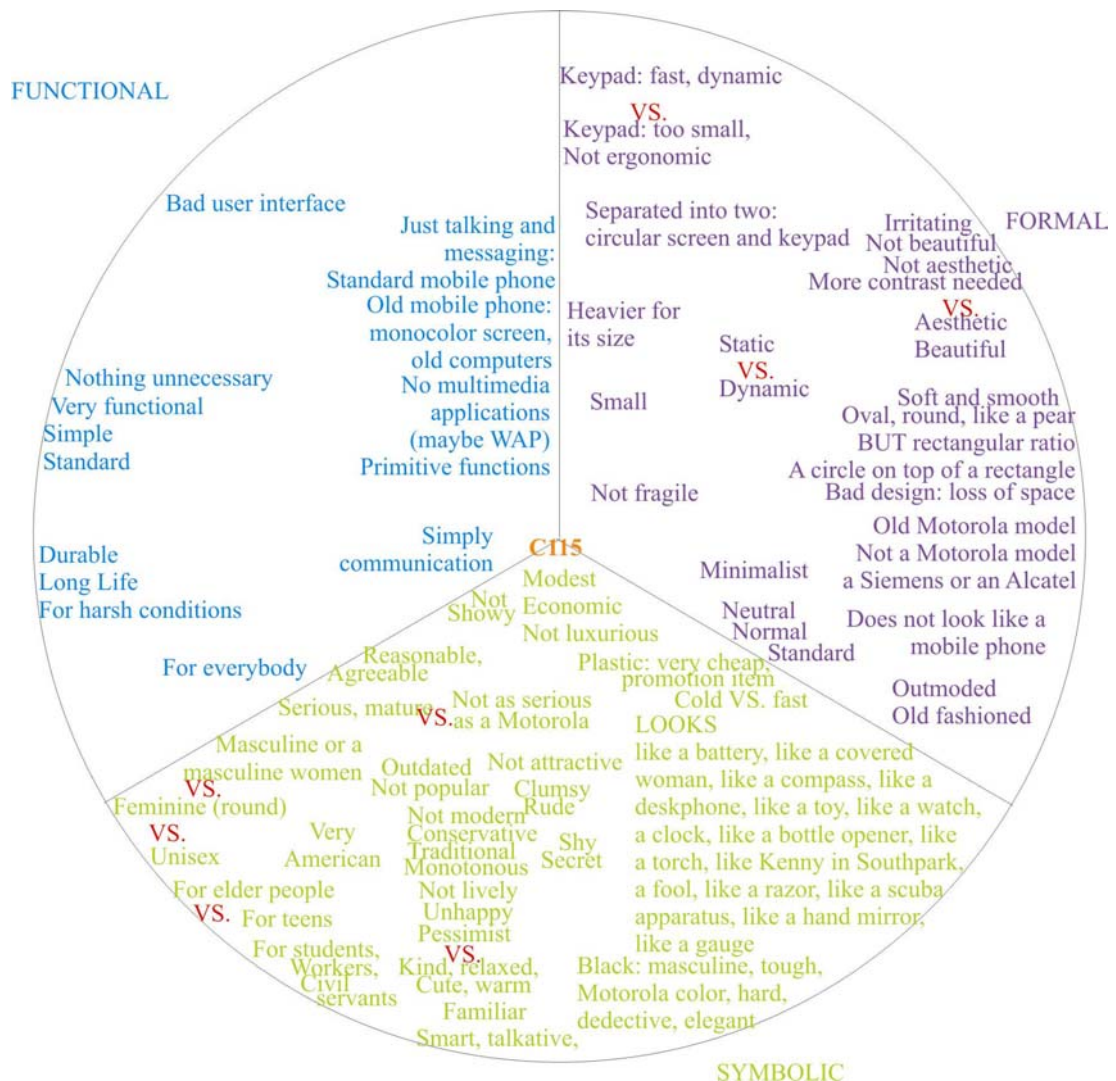 FUNCTIONAL
Bad user interface
Just talking and
messaging:
Standard mobile phone
Old mobile phone:
monocolor screen,
old computers
No multimedia
applications
(maybe WAP)
Primitive functions
Nothing unnecessary
Very functional
Simple
Standard
Durable
Long Life
For harsh conditions
Simply
communication
For everybody
FORMAL
Keypad: fast, dynamic
VS.
Keypad: too small,
Not ergonomic
Separated into two:
circular screen and keypad
Irritating
Not beautiful
Not aesthetic
More contrast needed
VS.
Aesthetic
Beautiful
Heavier for
its size
Static
VS.
Dynamic
Small
Soft and smooth
Oval, round, like a pear
BUT rectangular ratio
A circle on top of a rectangle
Bad design: loss of space
Not fragile
Old Motorola model
Not a Motorola model
a Siemens or an Alcatel
Minimalist
Neutral
Normal
Standard
Does not look like a
mobile phone
Outmoded
Old fashioned
C115
Modest
Economic
Not luxurious
Not
Showy
Reasonable,
Agreeable
Plastic: very cheap,
promotion item
Cold VS. fast
Serious, mature
VS.
Not as serious
as a Motorola
Masculine or a
masculine women
VS.
Feminine (round)
VS.
Unisex
Very
American
For elder people
VS.
For teens
For students,
Workers,
Civil
servants
Outdated
Not popular
Not modern
Conservative
Traditional
Monotonous
Not lively
Unhappy
Pessimist
VS.
Kind, relaxed,
Cute, warm
Familiar
Smart, talkative,
Not attractive
Clumsy
Rude
Shy
Secret
LOOKS
like a battery, like a covered
woman, like a compass, like a
deskphone, like a toy, like a watch,
a clock, like a bottle opener, like
a torch, like Kenny in Southpark,
a fool, like a razor, like a scuba
apparatus, like a hand mirror,
like a gauge
Black: masculine, tough,
Motorola color, hard,
dedective, elegant
SYMBOLIC